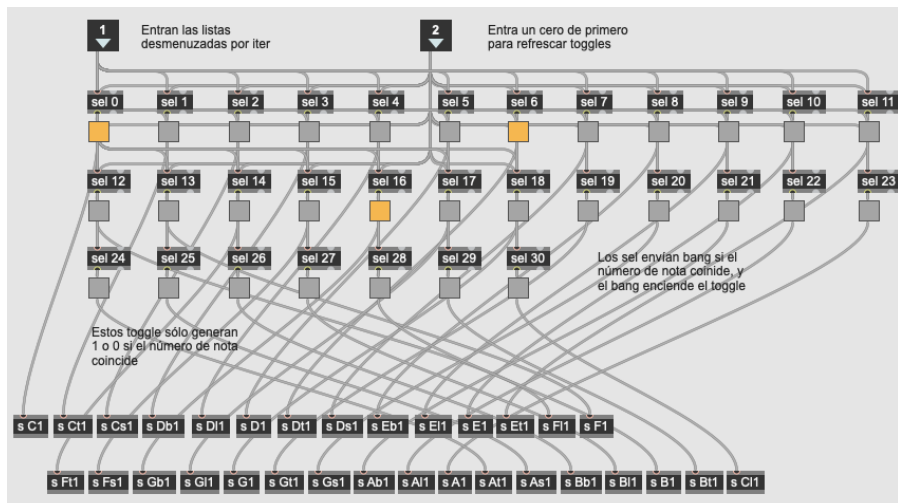 1
Entran las listas
desmenuzadas por iter
2
Entra un cero de primero
para refrescar toggles
sel 0 sel 1 sel 2 sel 3 sel 4 sel 5 sel 6 sel 7 sel 8 sel 9 sel 10 sel 11
sel 12 sel 13 sel 14 sel 15 sel 16 sel 17 sel 18 sel 19 sel 20 sel 21 sel 22 sel 23
sel 24 sel 25 sel 26 sel 27 sel 28 sel 29 sel 30
Los sel envían bang si el
número de nota coínide, y
el bang enciende el toggle
Estos toggle sólo generan
1 o 0 si el número de nota
coincide
s C1 s Ct1 s Cs1 s Db1 s Dl1 s D1 s Dt1 s Ds1 s Eb1 s El1 s E1 s Et1 s Fl1 s F1
s Ft1 s Fs1 s Gb1 s Gl1 s G1 s Gt1 s Gs1 s Ab1 s Al1 s A1 s At1 s As1 s Bb1 s Bl1 s B1 s Bt1 s Cl1